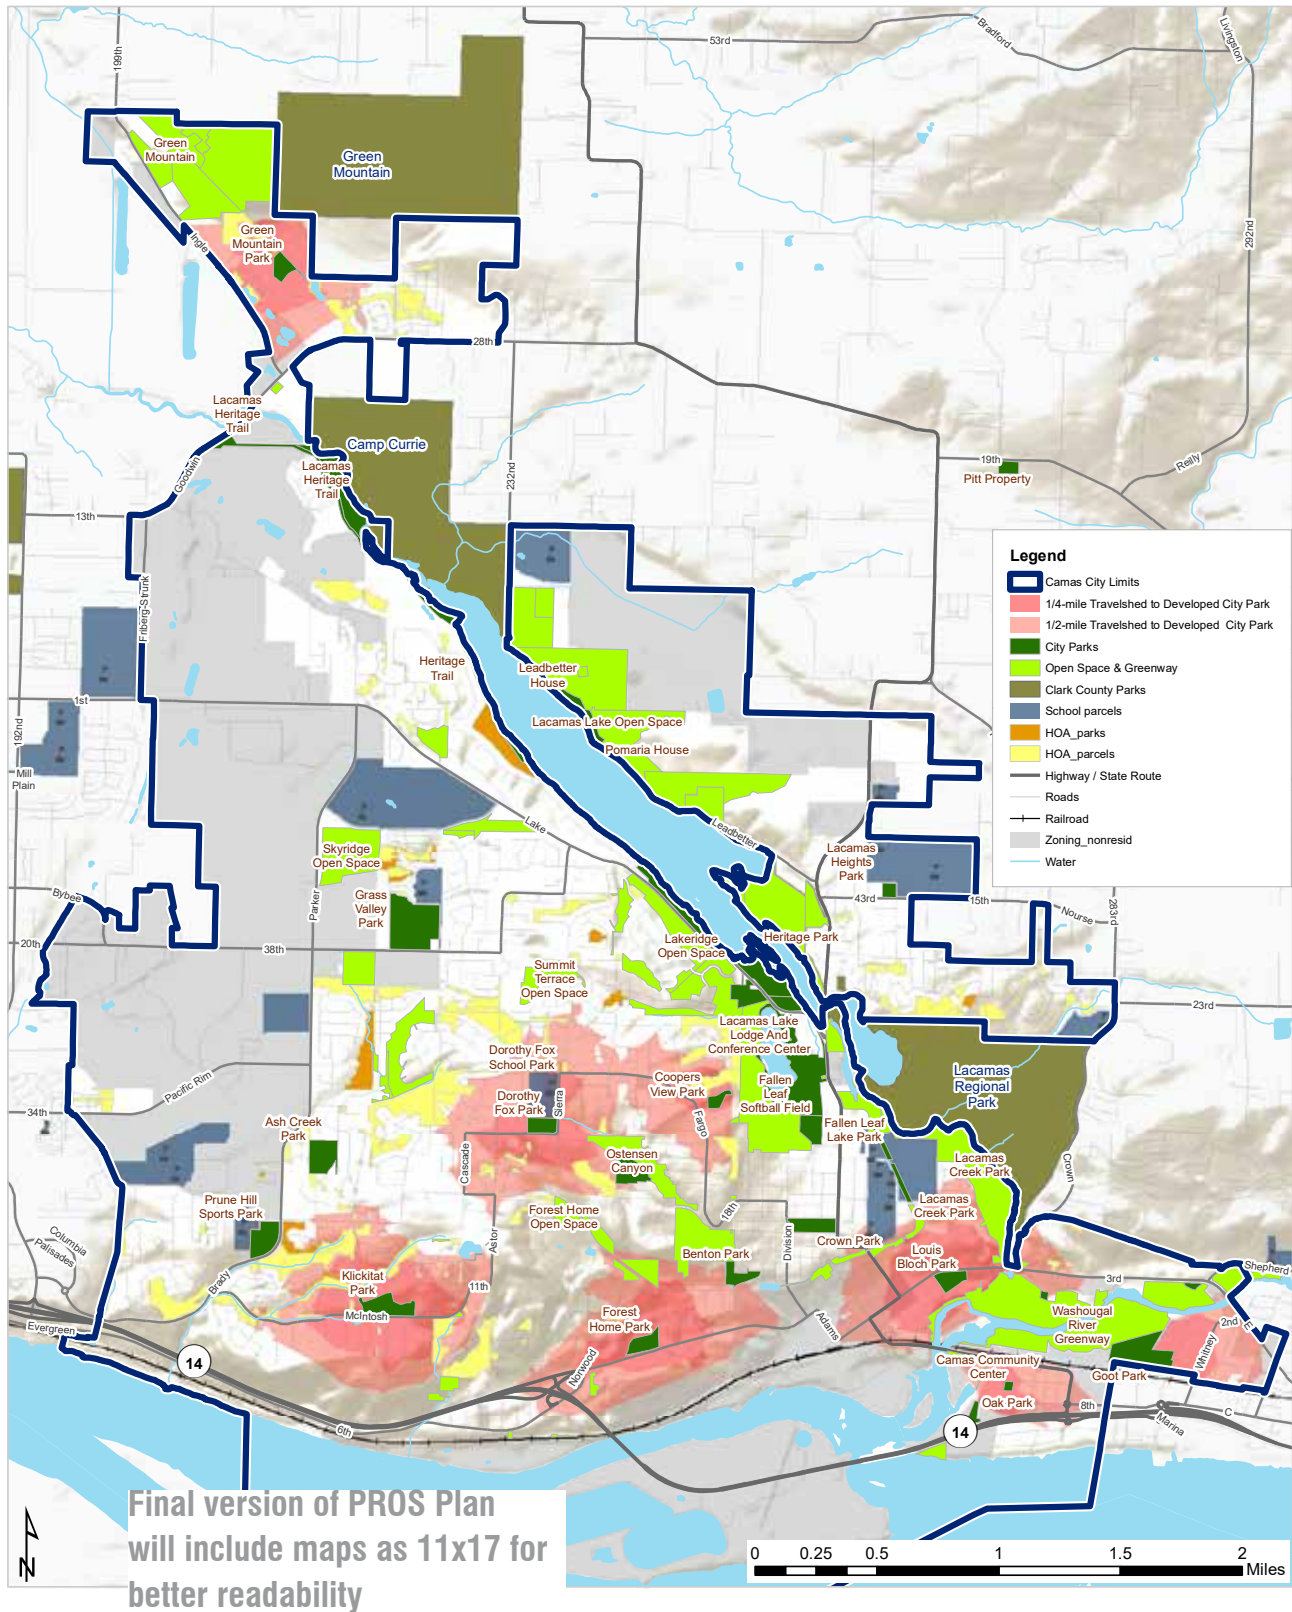 53rd
Bradford
Livingston
199th
Green
Mountain
Green
Mountain
Green
Mountain
Park
Ingle
292nd
28th
Lacamas
Heritage
Trail
Camp Currie
Lacamas
Heritage
Trail
Goodwin
232nd
19th
Reilly
Pitt Property
13th
Friberg-Strunk
Legend
Camas City Limits
1/4-mile Travelshed to Developed City Park
1/2-mile Travelshed to Developed City Park
City Parks
Open Space & Greenway
Clark County Parks
School parcels
HOA_parks
HOA_parcels
Highway / State Route
Roads
Railroad
Zoning_nonresid
Water
Heritage
Trail
Leadbetter
House
1st
192nd
Lacamas Lake Open Space
Pomaria House
Mill
Plain
Lake
Leadbetter
Skyridge
Open Space
Lacamas
Heights
Park
Bybee
Parker
Grass
Valley
Park
43rd
15th
Nourse
283rd
20th
38th
Lakeridge
Open Space
Heritage Park
Summit
Terrace
Open Space
23rd
Lacamas Lake
Lodge And
Conference Center
Dorothy Fox
School Park
Pacific Rim
Coopers
View Park
Fallen
Leaf
Softball Field
Lacamas
Regional
Park
34th
Dorothy
Fox Park
Sierra
Fargo
Ash Creek
Park
Fallen Leaf
Lake Park
Cascade
Ostensen
Canyon
Lacamas
Creek Park
Crown
Prune Hill
Sports Park
Lacamas
Creek Park
Forest Home
Open Space
18th
Columbia
Palisades
Astor
Division
Crown Park
Benton Park
Louis
Bloch Park
Shepherd
Brady
Klickitat
Park
11th
3rd
McIntosh
Forest
Home Park
Adams
Washougal
River
Greenway
2nd
E
Whitney
Evergreen
14
Norwood
Camas Community
Center
Goot Park
Oak Park
8th
C
Marina
6th
14
Final version of PROS Plan
will include maps as 11x17 for
better readability
N
0 0.25 0.5 1 1.5 2
Miles